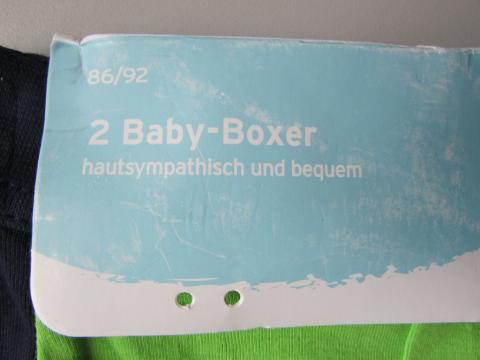 86/92
2 Baby-Boxer
hautsympathisch und bequem